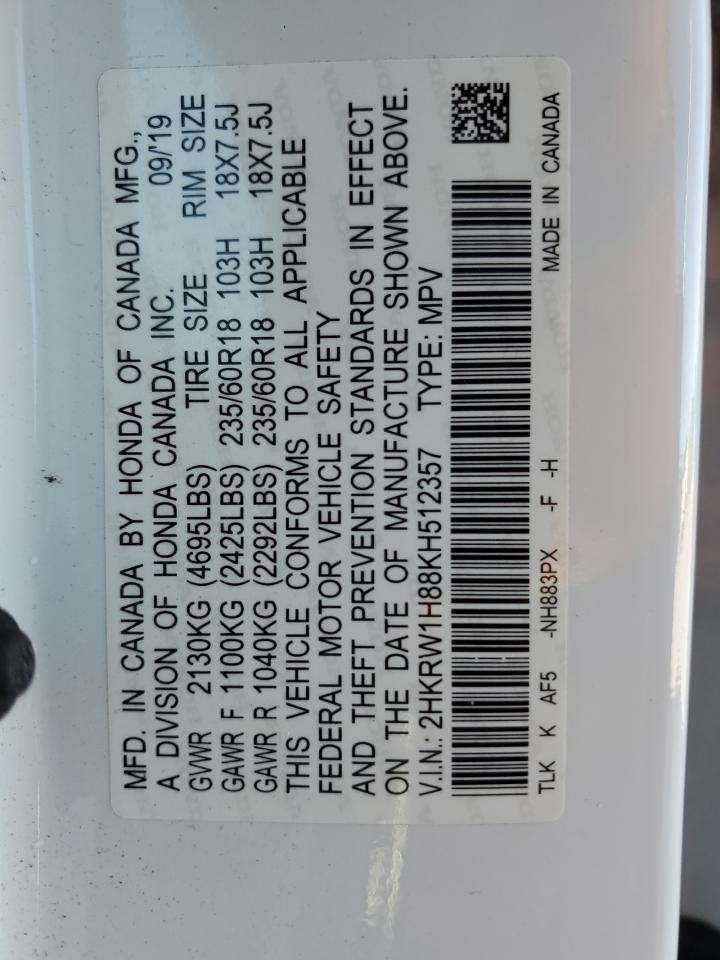 MFD. IN CANADA BY HONDA OF CANADA MFG.,
A DIVISION OF HONDA CANADA INC. 09/'19
GVWR 2130KG (4695LBS) TIRE SIZE RIM SIZE
GAWR F 1100KG (2425LBS) 235/60R18 103H 18X7.5J
GAWR R 1040KG (2292LBS) 235/60R18 103H 18X7.5J
THIS VEHICLE CONFORMS TO ALL APPLICABLE
FEDERAL MOTOR VEHICLE SAFETY
AND THEFT PREVENTION STANDARDS IN EFFECT
ON THE DATE OF MANUFACTURE SHOWN ABOVE.
V.I.N.: 2HKRW1H88KH512357 TYPE: MPV
TLK K AF5 -NH883PX -F -H MADE IN CANADA